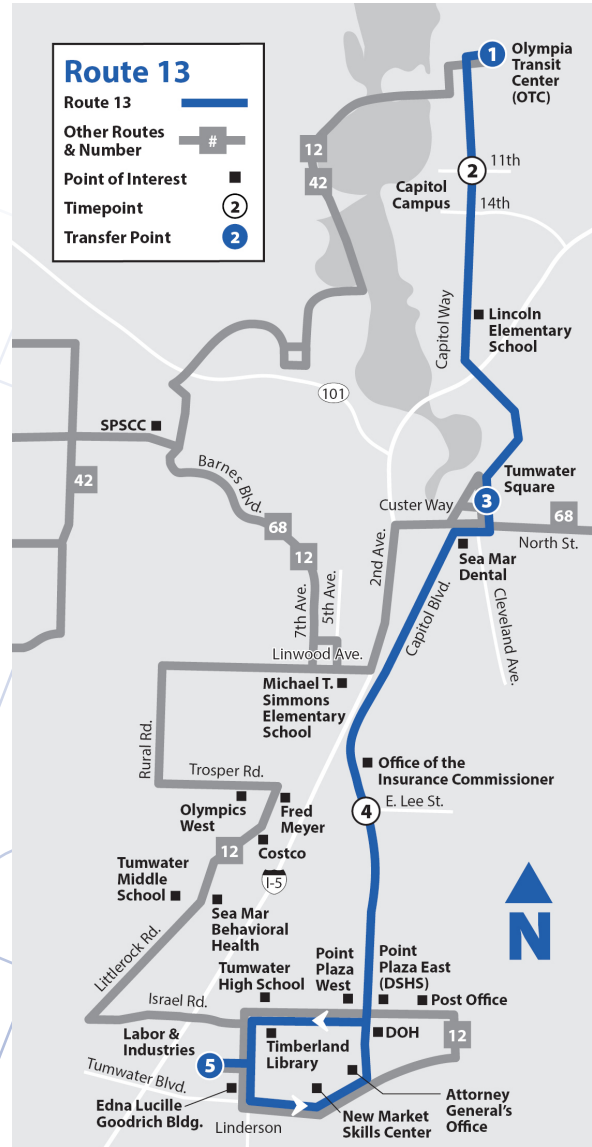 Route 13
Route 13
Other Routes
& Number
#
Point of Interest
Timepoint
2
Transfer Point
2
1
Olympia
Transit
Center
(OTC)
12
42
2
11th
Capitol
Campus
14th
Capitol Way
Lincoln
Elementary
School
101
SPSCC
42
Barnes Blvd.
68
12
7th Ave.
5th Ave.
2nd Ave.
Tumwater
Square
3
Custer Way
68
North St.
Sea Mar
Dental
Capitol Blvd.
Cleveland Ave.
Linwood Ave.
Michael T.
Simmons
Elementary
School
Rural Rd.
Trosper Rd.
Office of the
Insurance Commissioner
Olympics
West
Fred
Meyer
4
E. Lee St.
12
Costco
I-5
Tumwater
Middle
School
Sea Mar
Behavioral
Health
Littlerock Rd.
N
Tumwater
High School
Point
Plaza
West
Point
Plaza East
(DSHS)
Post Office
Israel Rd.
Labor &
Industries
Timberland
Library
DOH
12
5
Tumwater Blvd.
Edna Lucille
Goodrich Bldg.
Linderson
New Market
Skills Center
Attorney
General's
Office